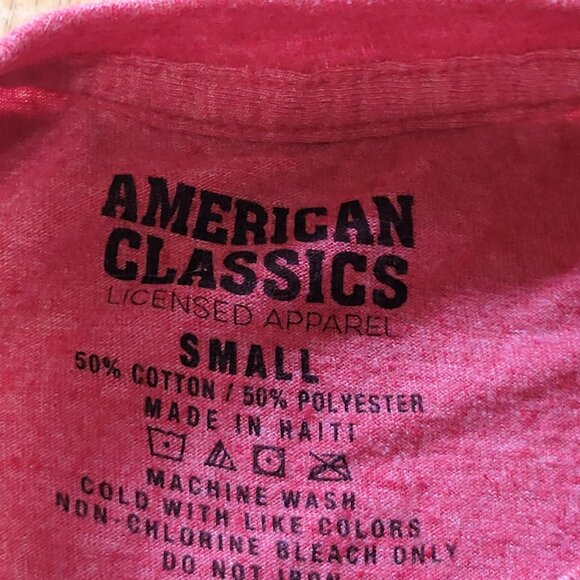 AMERICAN
CLASSICS
LICENSED APPAREL
SMALL
50% COTTON / 50% POLYESTER
MADE IN HAITI
MACHINE WASH
COLD WITH LIKE COLORS
NON-CHLORINE BLEACH ONLY
DO NOT IRON